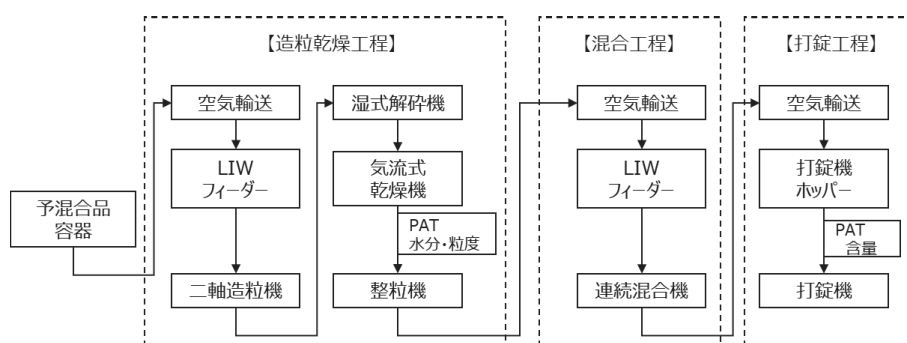 【造粒乾燥工程】
【混合工程】
【打錠工程】
予混合品
容器
空気輸送
LIW
フィーダー
二軸造粒機
湿式解砕機
気流式
乾燥機
PAT
水分・粒度
整粒機
空気輸送
LIW
フィーダー
連続混合機
空気輸送
打錠機
ホッパー
PAT
含量
打錠機